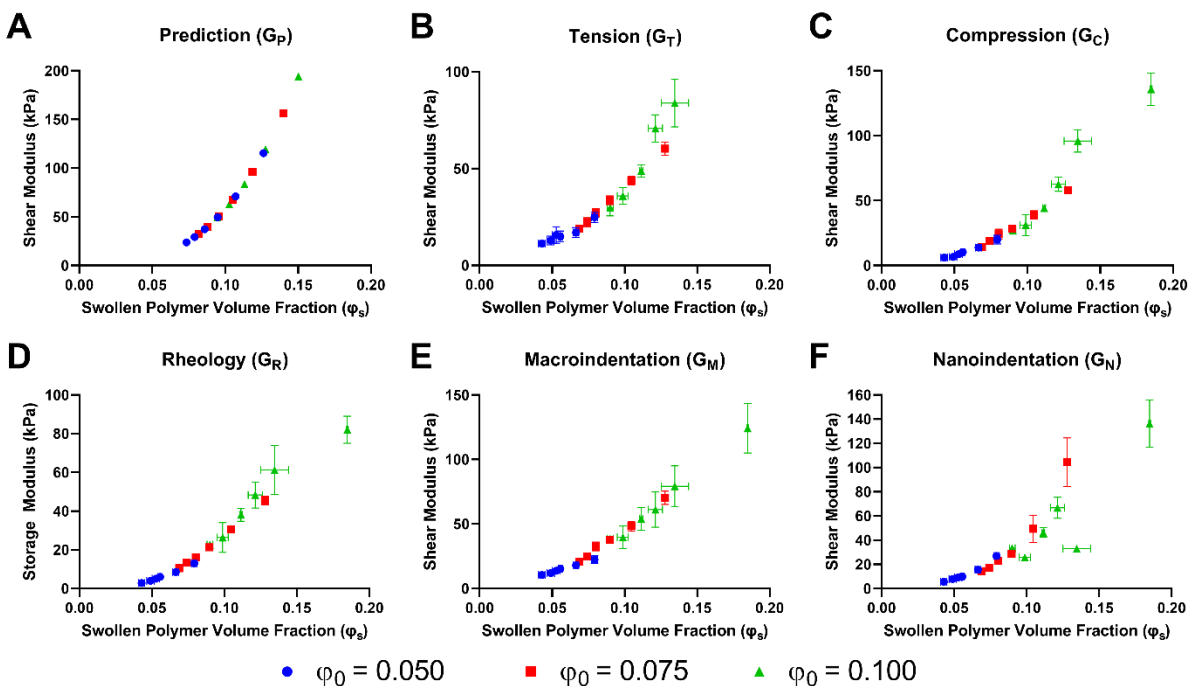 A
Prediction (GP)
Shear Modulus (kPa)
200
150
100
50
0
0.00 0.05 0.10 0.15 0.20
Swollen Polymer Volume Fraction (φs)
B
Tension (GT)
Shear Modulus (kPa)
100
50
0
0.00 0.05 0.10 0.15 0.20
Swollen Polymer Volume Fraction (φs)
C
Compression (GC)
Shear Modulus (kPa)
150
100
50
0
0.00 0.05 0.10 0.15 0.20
Swollen Polymer Volume Fraction (φs)
D
Rheology (GR)
Storage Modulus (kPa)
100
80
60
40
20
0
0.00 0.05 0.10 0.15 0.20
Swollen Polymer Volume Fraction (φs)
E
Macroindentation (GM)
Shear Modulus (kPa)
150
100
50
0
0.00 0.05 0.10 0.15 0.20
Swollen Polymer Volume Fraction (φs)
F
Nanoindentation (GN)
Shear Modulus (kPa)
160
140
120
100
80
60
40
20
0
0.00 0.05 0.10 0.15 0.20
Swollen Polymer Volume Fraction (φs)
φ0 = 0.050 φ0 = 0.075 φ0 = 0.100